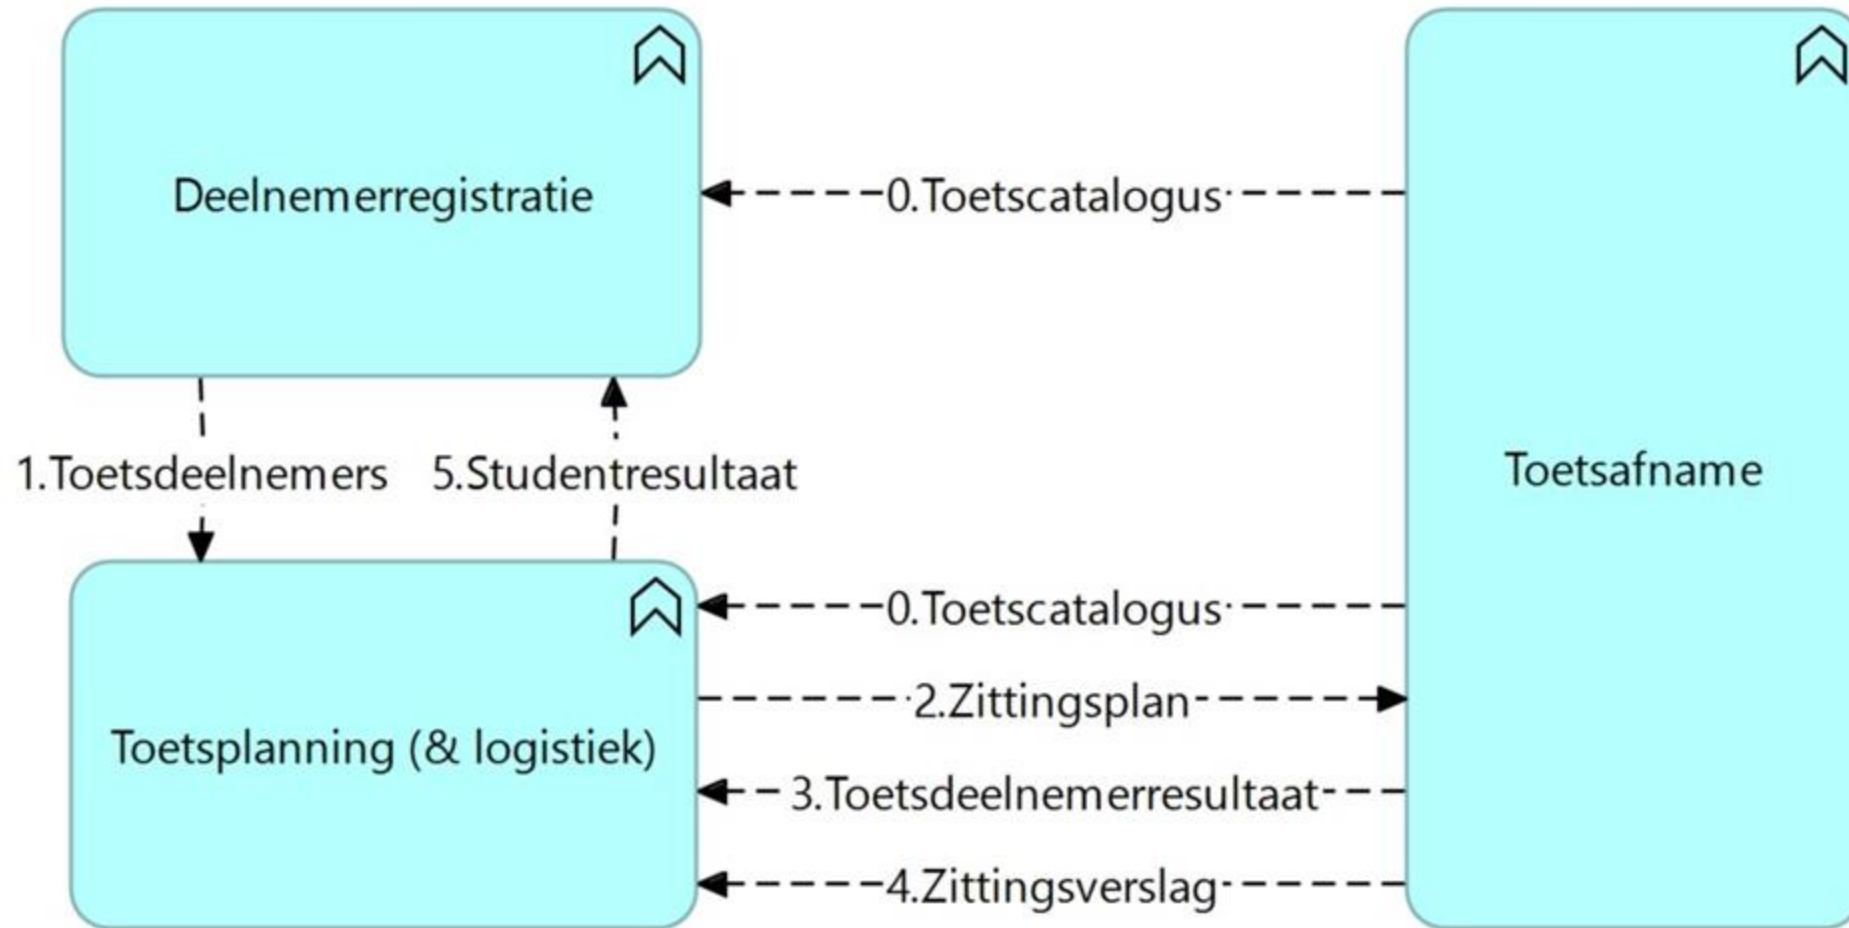 Deelnemerregistratie
0.Toetscatalogus
1.Toetsdeelnemers
5.Studentresultaat
Toetsafname
0.Toetscatalogus
2.Zittingsplan
Toetsplanning (& logistiek)
3.Toetsdeelnemerresultaat
4.Zittingsverslag